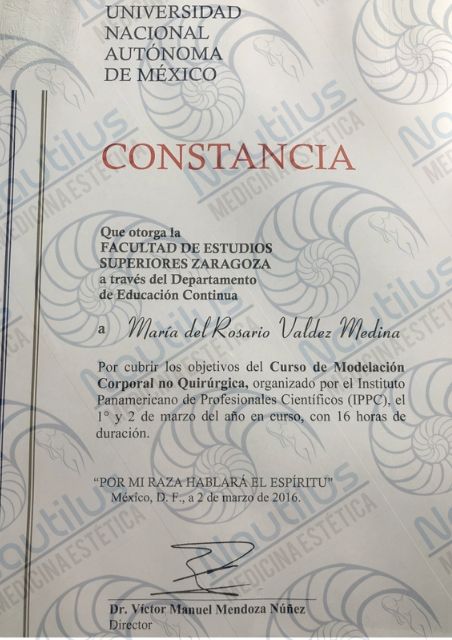 UNIVERSIDAD
NACIONAL
AUTÓNOMA
DE MÉXICO
CONSTANCIA
Que otorga la
FACULTAD DE ESTUDIOS
SUPERIORES ZARAGOZA
a través del Departamento
de Educación Continua
a María del Rosario Valdez Medina
Por cubrir los objetivos del Curso de Modelación
Corporal no Quirúrgica, organizado por el Instituto
Panamericano de Profesionales Científicos (IPPC), el
1° y 2 de marzo del año en curso, con 16 horas de
duración.
"POR MI RAZA HABLARÁ EL ESPÍRITU"
México, D. F., a 2 de marzo de 2016.
Dr. Víctor Manuel Mendoza Núñez
Director
Nautilus
MEDICINA ESTÉTICA